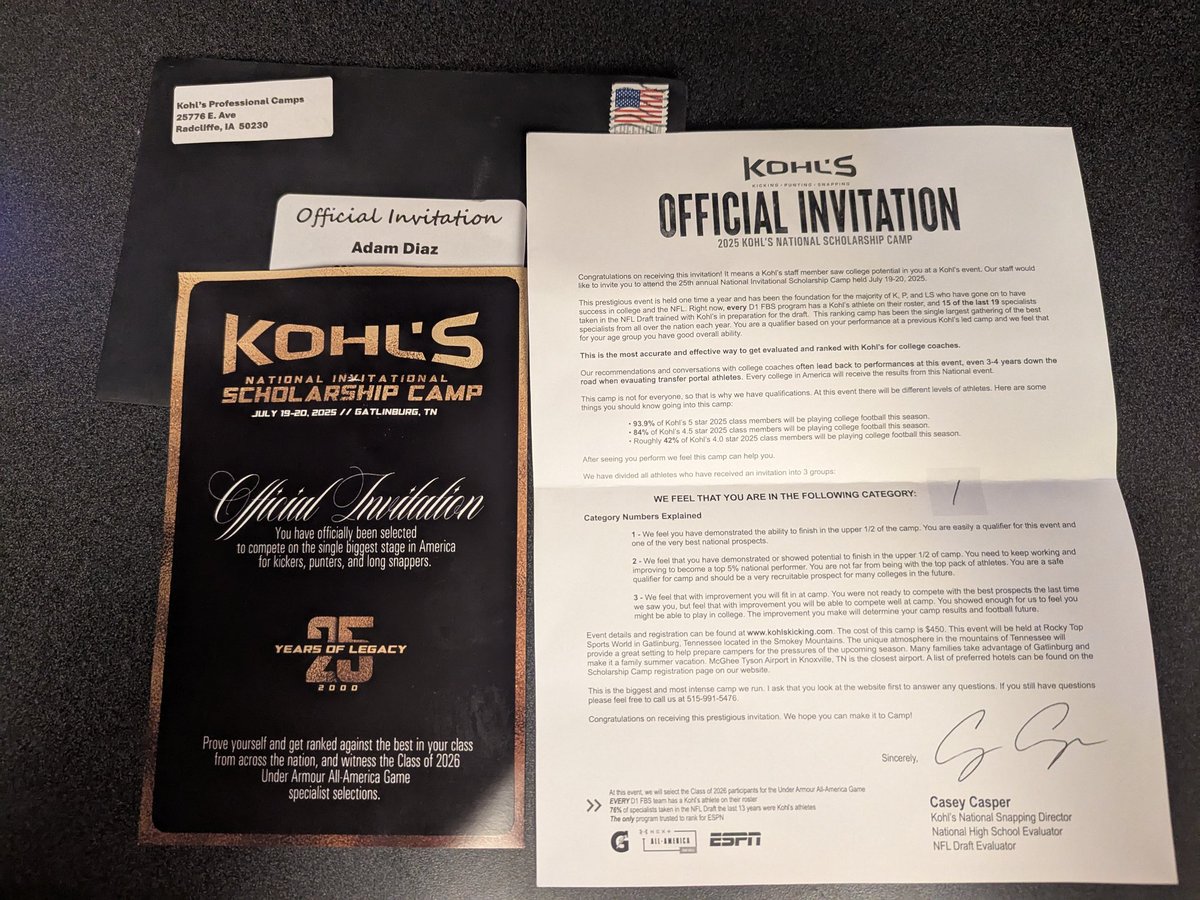 Kohl's Professional Camps
25776 E. Ave
Radcliffe, IA 50230
Official Invitation
Adam Diaz
KOHL'S
NATIONAL INVITATIONAL
SCHOLARSHIP CAMP
JULY 19-20, 2025 // GATLINBURG, TN
Official Invitation
You have officially been selected
to compete on the single biggest stage in America
for kickers, punters, and long snappers.
25
YEARS OF LEGACY
2000
Prove yourself and get ranked against the best in your class
from across the nation, and witness the Class of 2026
Under Armour All-America Game
specialist selections.
KOHL'S
KICKING · PUNTING · SNAPPING
OFFICIAL INVITATION
2025 KOHL'S NATIONAL SCHOLARSHIP CAMP
Congratulations on receiving this invitation! It means a Kohl's staff member saw college potential in you at a Kohl's event. Our staff would
like to invite you to attend the 25th annual National Invitational Scholarship Camp held July 19-20, 2025.
This prestigious event is held one time a year and has been the foundation for the majority of K, P, and LS who have gone on to have
success in college and the NFL. Right now, every D1 FBS program has a Kohl's athlete on their roster, and 15 of the last 19 specialists
taken in the NFL Draft trained with Kohl's in preparation for the draft. This ranking camp has been the single largest gathering of the best
specialists from all over the nation each year. You are a qualifier based on your performance at a previous Kohl's led camp and we feel that
for your age group you have good overall ability.
This is the most accurate and effective way to get evaluated and ranked with Kohl's for college coaches.
Our recommendations and conversations with college coaches often lead back to performances at this event, even 3-4 years down the
road when evauating transfer portal athletes. Every college in America will receive the results from this National event.
This camp is not for everyone, so that is why we have qualifications. At this event there will be different levels of athletes. Here are some
things you should know going into this camp:
• 93.9% of Kohl's 5 star 2025 class members will be playing college football this season.
• 84% of Kohl's 4.5 star 2025 class members will be playing college football this season.
• Roughly 42% of Kohl's 4.0 star 2025 class members will be playing college football this season.
After seeing you perform we feel this camp can help you.
We have divided all athletes who have received an invitation into 3 groups:
WE FEEL THAT YOU ARE IN THE FOLLOWING CATEGORY: 1
Category Numbers Explained
1 - We feel you have demonstrated the ability to finish in the upper 1/2 of the camp. You are easily a qualifier for this event and
one of the very best national prospects.
2 - We feel that you have demonstrated or showed potential to finish in the upper 1/2 of camp. You need to keep working and
improving to become a top 5% national performer. You are not far from being with the top pack of athletes. You are a safe
qualifier for camp and should be a very recruitable prospect for many colleges in the future.
3 - We feel that with improvement you will fit in at camp. You were not ready to compete with the best prospects the last time
we saw you, but feel that with improvement you will be able to compete well at camp. You showed enough for us to feel you
might be able to play in college. The improvement you make will determine your camp results and football future.
Event details and registration can be found at www.kohlskicking.com. The cost of this camp is $450. This event will be held at Rocky Top
Sports World in Gatlinburg, Tennessee located in the Smokey Mountains. The unique atmosphere in the mountains of Tennessee will
provide a great setting to help prepare campers for the pressures of the upcoming season. Many families take advantage of Gatlinburg and
make it a family summer vacation. McGhee Tyson Airport in Knoxville, TN is the closest airport. A list of preferred hotels can be found on the
Scholarship Camp registration page on our website.
This is the biggest and most intense camp we run. I ask that you look at the website first to answer any questions. If you still have questions
please feel free to call us at 515-991-5476.
Congratulations on receiving this prestigious invitation. We hope you can make it to Camp!
Sincerely,
Casey Casper
Kohl's National Snapping Director
National High School Evaluator
NFL Draft Evaluator
At this event, we will select the Class of 2026 participants for the Under Armour All-America Game
EVERY D1 FBS team has a Kohl's athlete on their roster
76% of specialists taken in the NFL Draft the last 13 years were Kohl's athletes
The only program trusted to rank for ESPN
G
NEXT
ALL-AMERICA
ESPN